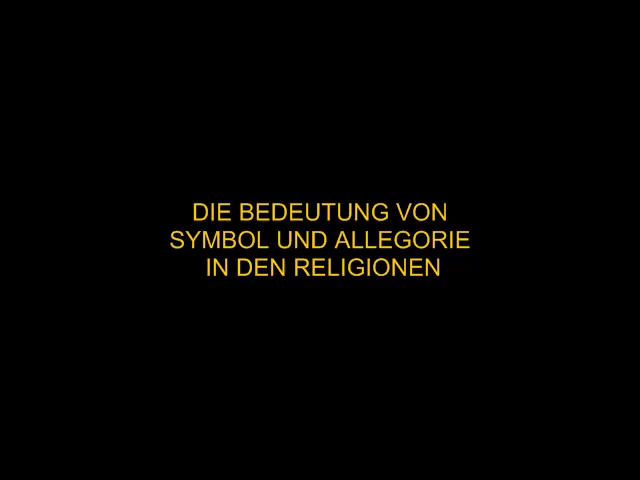 DIE BEDEUTUNG VON
SYMBOL UND ALLEGORIE
IN DEN RELIGIONEN